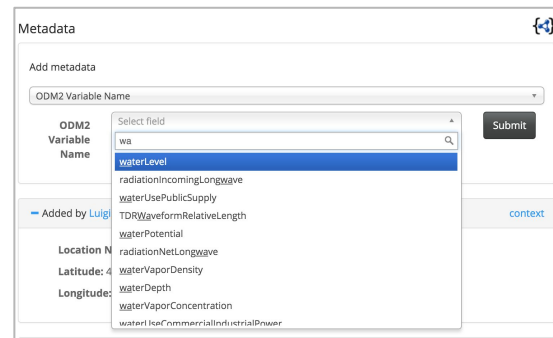 Metadata
Add metadata
ODM2 Variable Name
ODM2 Variable Name
Select field
Submit
wa
waterLevel
radiationIncomingLongwave
waterUsePublicSupply
TDRWaveformRelativeLength
waterPotential
radiationNetLongwave
waterVaporDensity
waterDepth
waterVaporConcentration
waterUseCommercialIndustrialPower
Added by Luigi
context
Location N
Latitude: 4
Longitude: